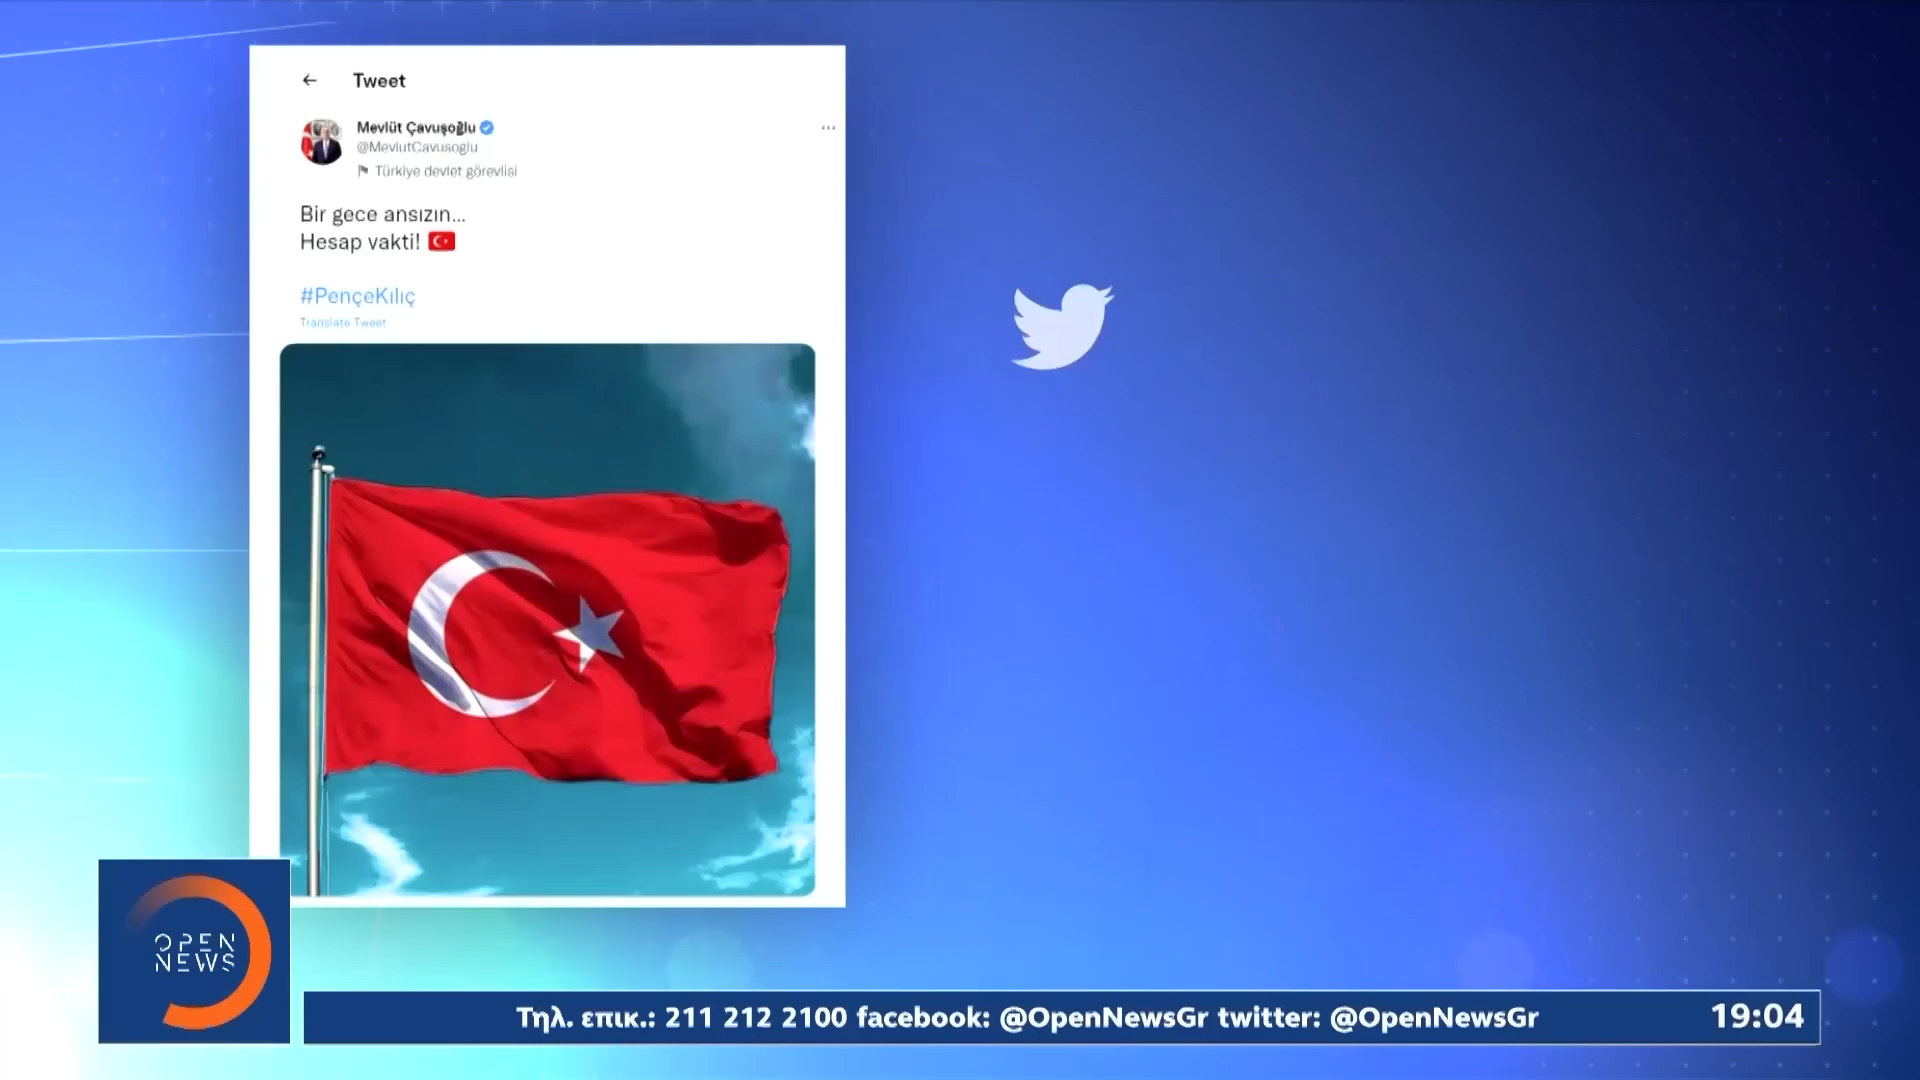 Tweet
Mevlüt Çavuşoğlu
@MevlutCavusoglu
Türkiye devlet görevlisi
Bir gece ansızın...
Hesap vakti!
#PençeKılıç
Translate Tweet
OPEN
NEWS
Τηλ. επικ.: 211 212 2100 facebook: @OpenNewsGr twitter: @OpenNewsGr
19:04